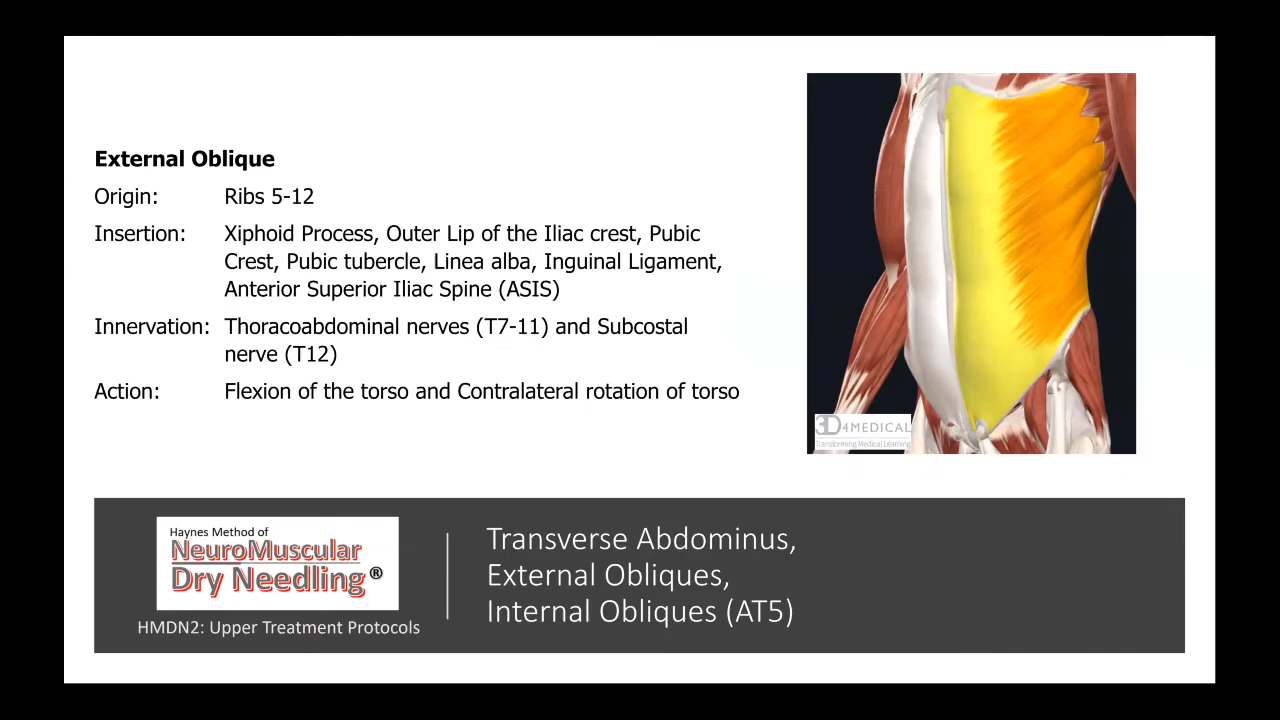 External Oblique
Origin: Ribs 5-12
Insertion: Xiphoid Process, Outer Lip of the Iliac crest, Pubic
Crest, Pubic tubercle, Linea alba, Inguinal Ligament,
Anterior Superior Iliac Spine (ASIS)
Innervation: Thoracoabdominal nerves (T7-11) and Subcostal
nerve (T12)
Action: Flexion of the torso and Contralateral rotation of torso
3D4MEDICAL
Transforming Medical Learning
Haynes Method of
NeuroMuscular
Dry Needling®
HMDN2: Upper Treatment Protocols
Transverse Abdominus,
External Obliques,
Internal Obliques (AT5)